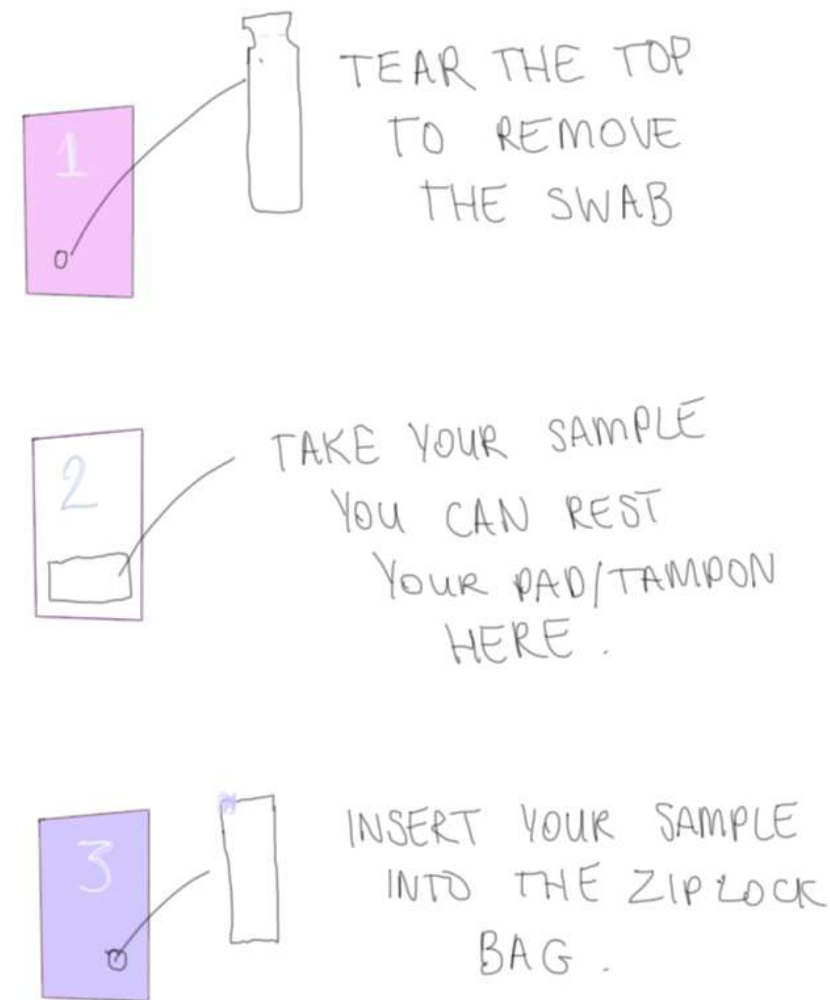 1
TEAR THE TOP
TO REMOVE
THE SWAB
2
TAKE YOUR SAMPLE
YOU CAN REST
YOUR PAD/TAMPON
HERE.
3
INSERT YOUR SAMPLE
INTO THE ZIPLOCK
BAG.